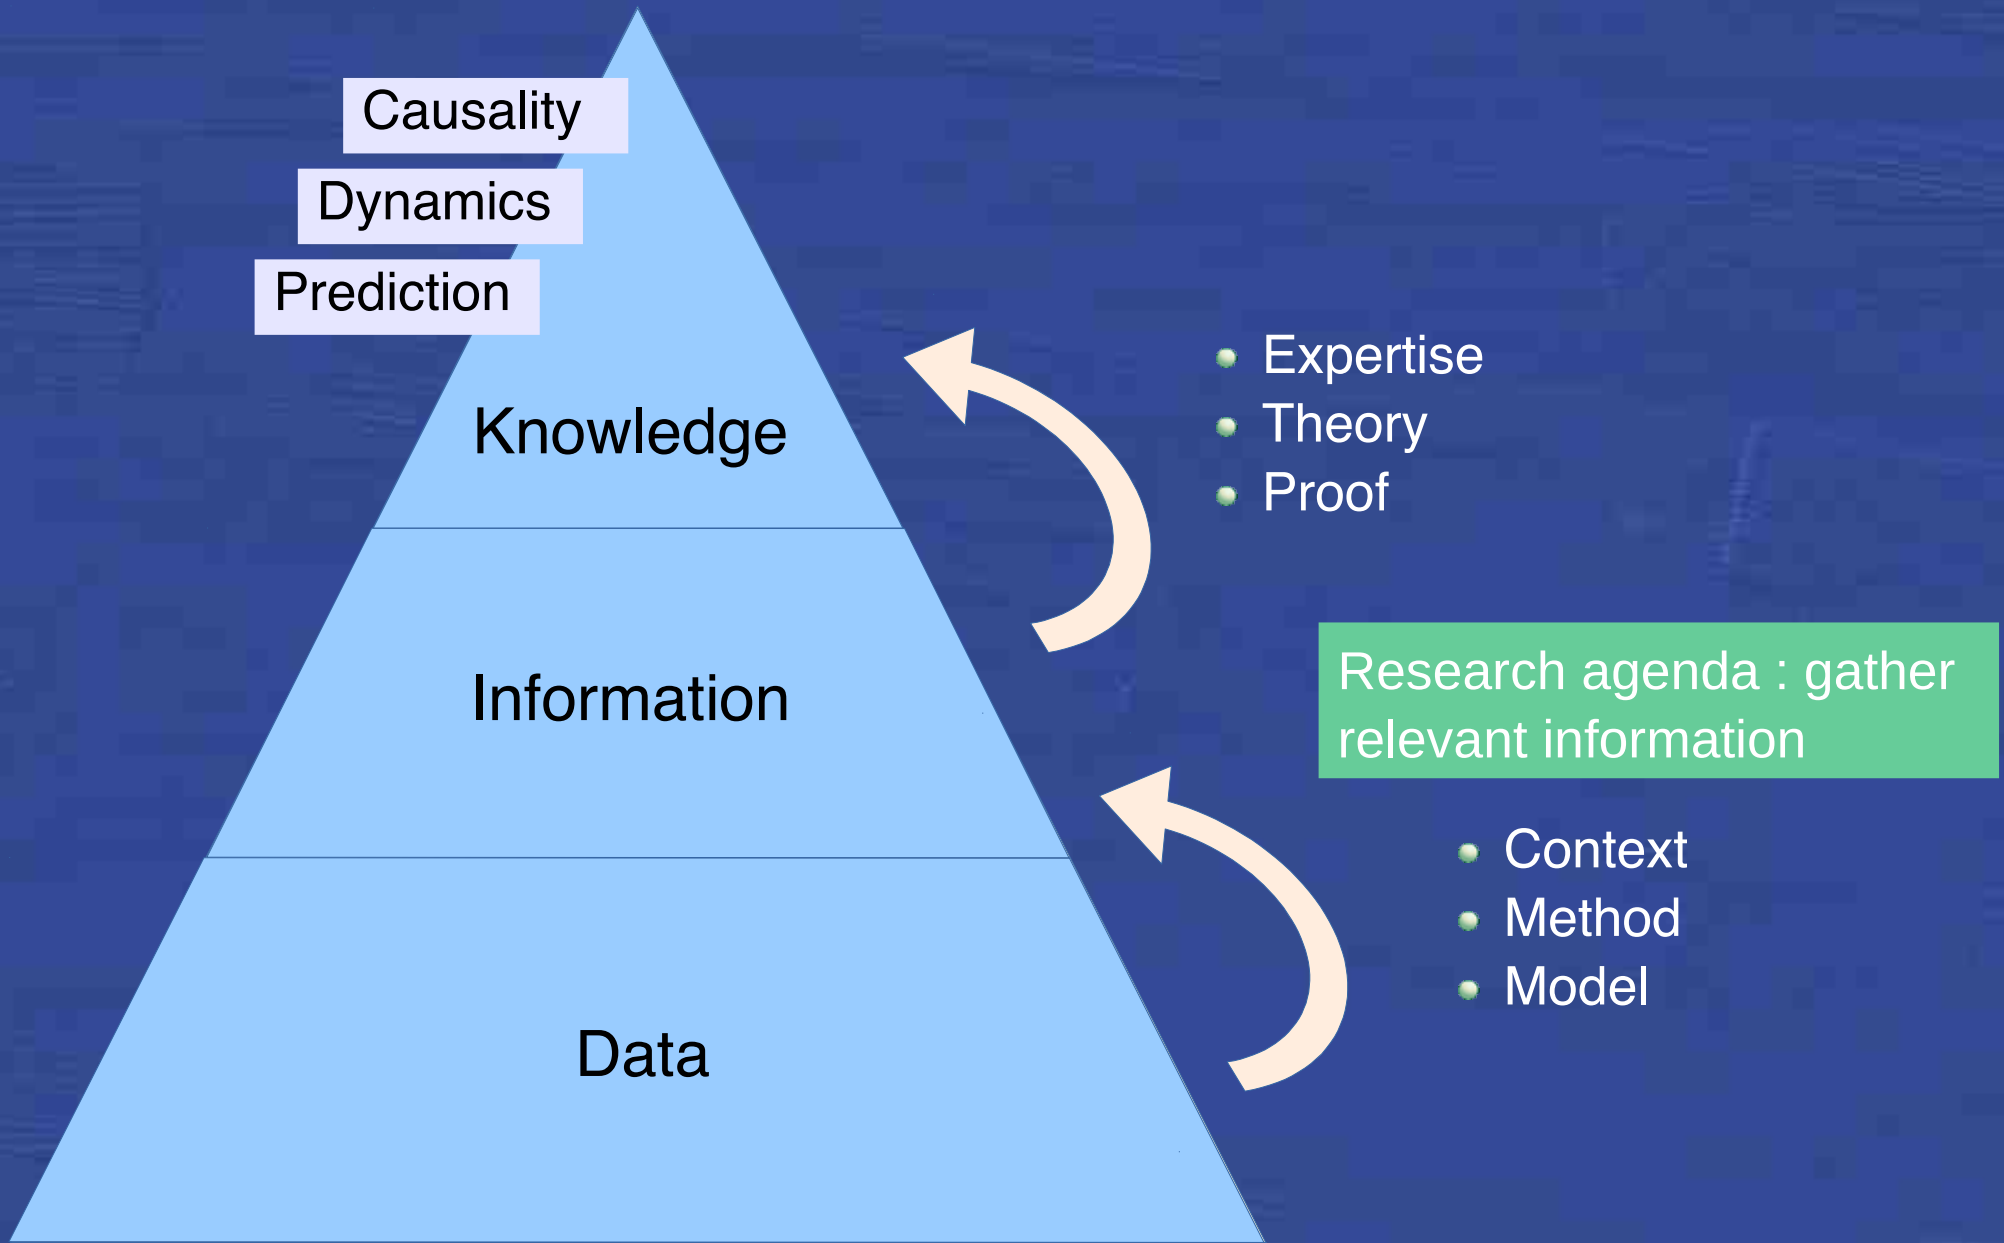 Causality
Dynamics
Prediction
Knowledge
Expertise
Theory
Proof
Information
Research agenda : gather
relevant information
Context
Method
Model
Data